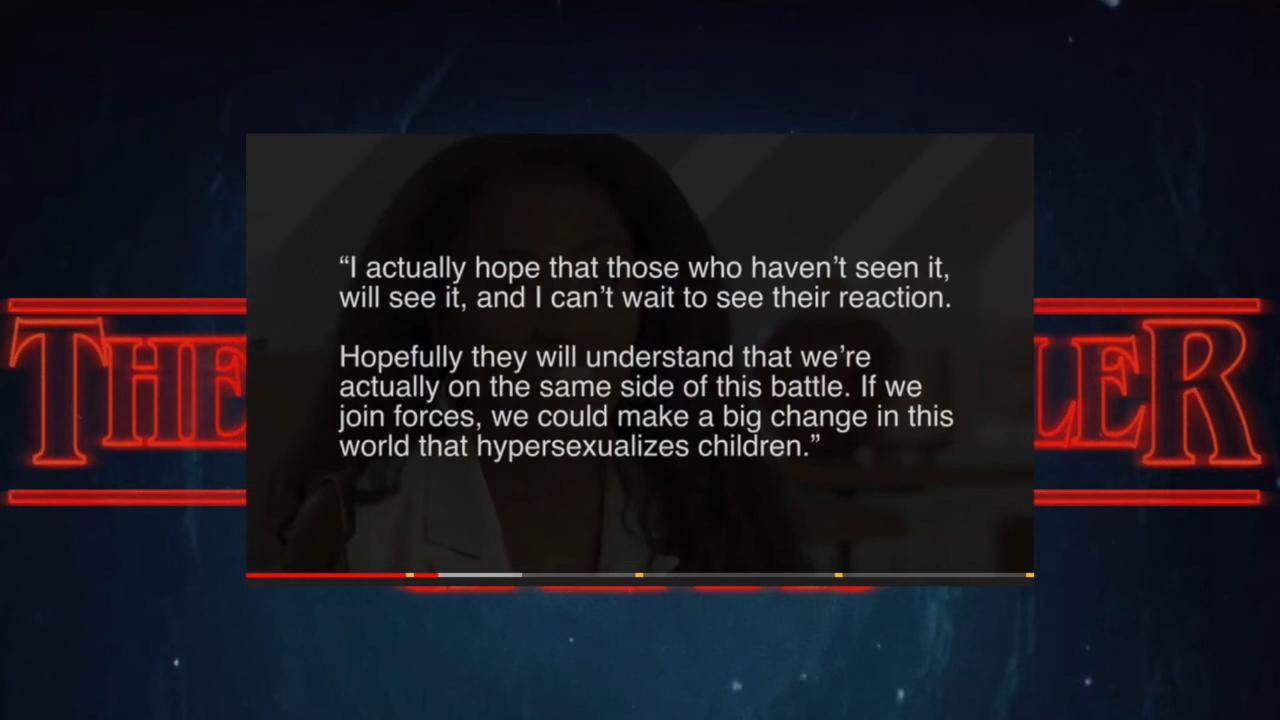 “I actually hope that those who haven’t seen it,
will see it, and I can’t wait to see their reaction.
Hopefully they will understand that we’re
actually on the same side of this battle. If we
join forces, we could make a big change in this
world that hypersexualizes children.”
THE